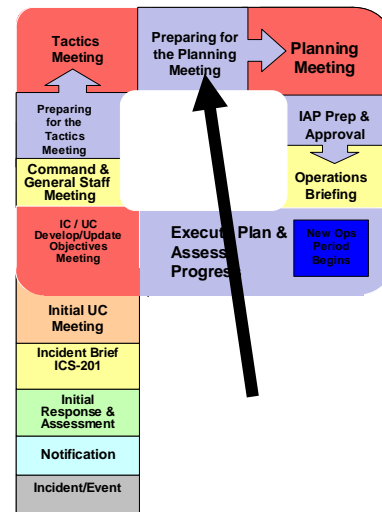 Tactics
Meeting
Preparing for
the Planning
Meeting
Planning
Meeting
Preparing
for the
Tactics
Meeting
IAP Prep &
Approval
Command &
General Staff
Meeting
Operations
Briefing
IC / UC
Develop/Update
Objectives
Meeting
Execute Plan &
Assess
Progress
New Ops
Period
Begins
Initial UC
Meeting
Incident Brief
ICS-201
Initial
Response &
Assessment
Notification
Incident/Event